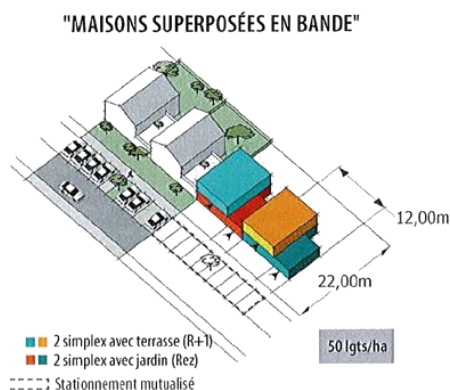 "MAISONS SUPERPOSÉES EN BANDE"
12,00m
22,00m
2 simplex avec terrasse (R+1)
2 simplex avec jardin (Rez)
Stationnement mutualisé
50 lgts/ha